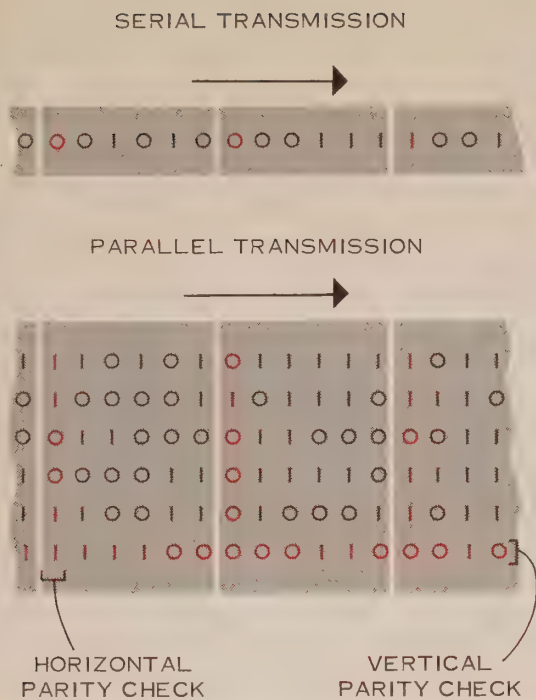 SERIAL TRANSMISSION
0 0 0 1 0 1 0 0 0 0 1 1 1 1 0 0 1
PARALLEL TRANSMISSION
1 1 1 0 1 0 1 0 1 1 1 1 1 1 0 1 1
0 1 0 0 0 0 1 1 0 1 1 1 0 1 1 1 0
0 0 1 1 0 0 0 0 1 1 0 0 0 0 0 1 1
1 0 0 0 0 1 1 0 1 1 1 1 0 1 1 1 1
1 1 1 0 0 1 1 0 1 0 0 0 1 1 0 1 1
1 1 1 1 1 0 0 0 0 0 1 1 0 0 0 1 0
HORIZONTAL
PARITY CHECK
VERTICAL
PARITY CHECK